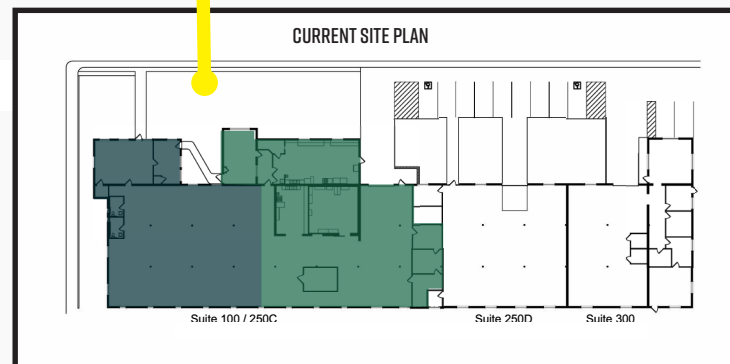 CURRENT SITE PLAN
Suite 100 / 250C
Suite 250D
Suite 300